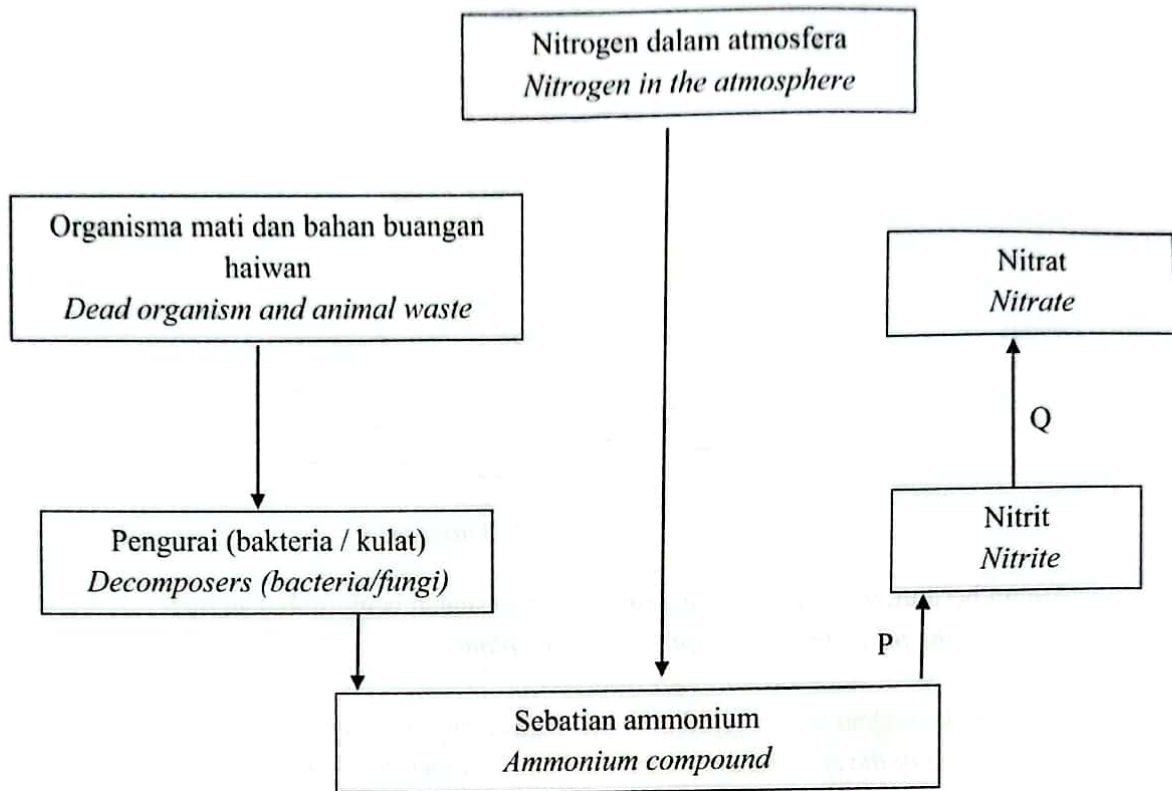 Nitrogen dalam atmosfera
Nitrogen in the atmosphere
Organisma mati dan bahan buangan
haiwan
Dead organism and animal waste
Nitrat
Nitrate
Q
Pengurai (bakteria / kulat)
Decomposers (bacteria/fungi)
Nitrit
Nitrite
P
Sebatian ammonium
Ammonium compound